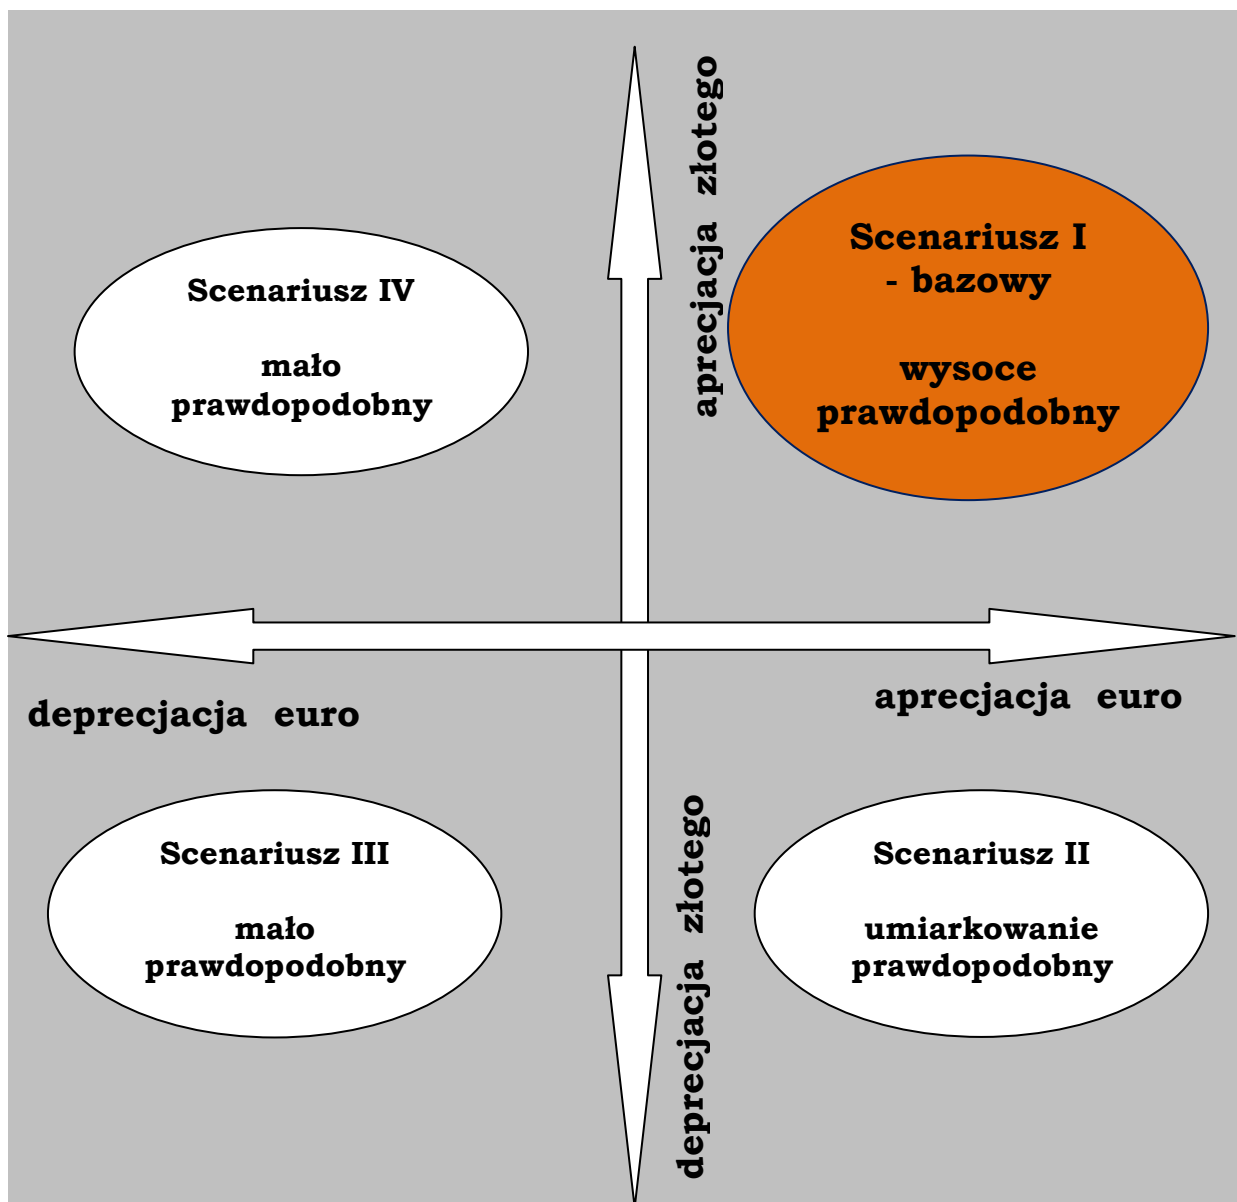 aprecjacja złotego
Scenariusz I
- bazowy
wysoce
prawdopodobny
Scenariusz IV
mało
prawdopodobny
deprecjacja euro
aprecjacja euro
Scenariusz III
mało
prawdopodobny
deprecjacja złotego
Scenariusz II
umiarkowanie
prawdopodobny